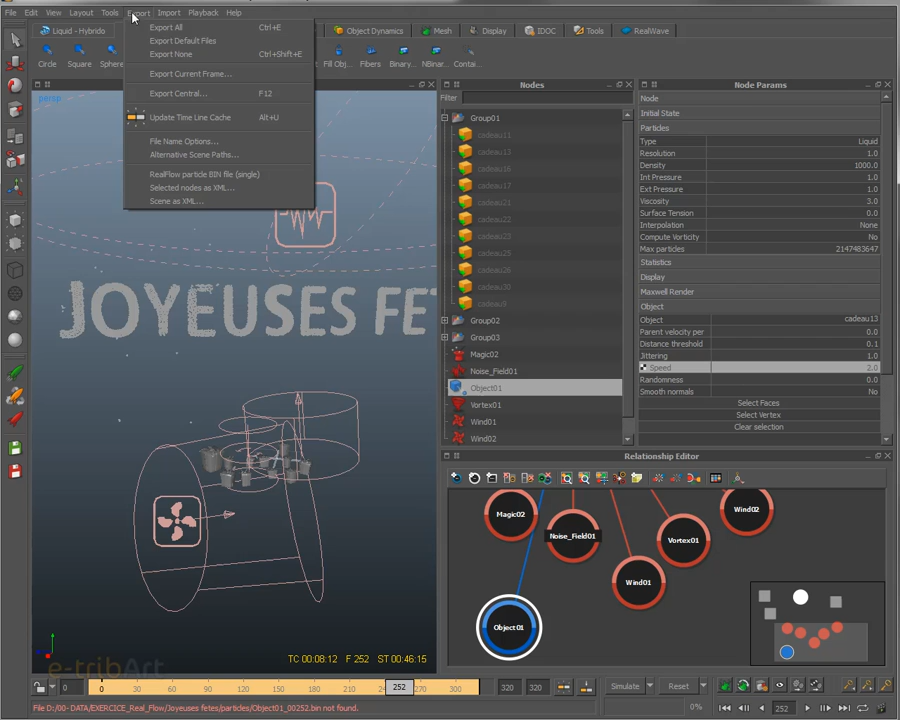 File Edit View Layout Tools Export Import Playback Help
Liquid - Hybrido Object Dynamics Mesh Display IDOC Tools RealWave
Circle Square Fill Obj... Fibers Binary... NBinar... Contai...
Export All Ctrl+E
Export Default Files
Export None Ctrl+Shift+E
Export Current Frame...
Export Central... F12
Update Time Line Cache Alt+U
File Name Options...
Alternative Scene Paths...
RealFlow particle BIN file (single)
Selected nodes as XML...
Scene as XML...
persp
JOYEUSES FE
TC 00:08:12 F 252 ST 00:46:15
e-tribArt
Nodes
Filter
Group01
cadeau11
cadeau13
cadeau16
cadeau17
cadeau21
cadeau22
cadeau23
cadeau25
cadeau26
cadeau30
cadeau9
Group02
Group03
Magic02
Noise_Field01
Object01
Vortex01
Wind01
Wind02
Node Params
Node
Initial State
Particles
Type Liquid
Resolution 1.0
Density 1000.0
Int Pressure 1.0
Ext Pressure 1.0
Viscosity 3.0
Surface Tension 0.0
Interpolation None
Compute Vorticity No
Max particles 2147483647
Statistics
Display
Maxwell Render
Object
Object cadeau13
Parent velocity per 0.0
Distance threshold 0.1
Jittering 1.0
Speed 2.0
Randomness 0.0
Smooth normals No
Select Faces
Select Vertex
Clear selection
Relationship Editor
Magic02
Noise_Field01
Wind01
Vortex01
Wind02
Object01
0 0 30 60 90 120 150 180 210 252 270 300 320 320 Simulate Reset
File D:/00-DATA/EXERCICE_Real_Flow/Joyeuses fetes/particles/Object01_00252.bin not found. 0% 252